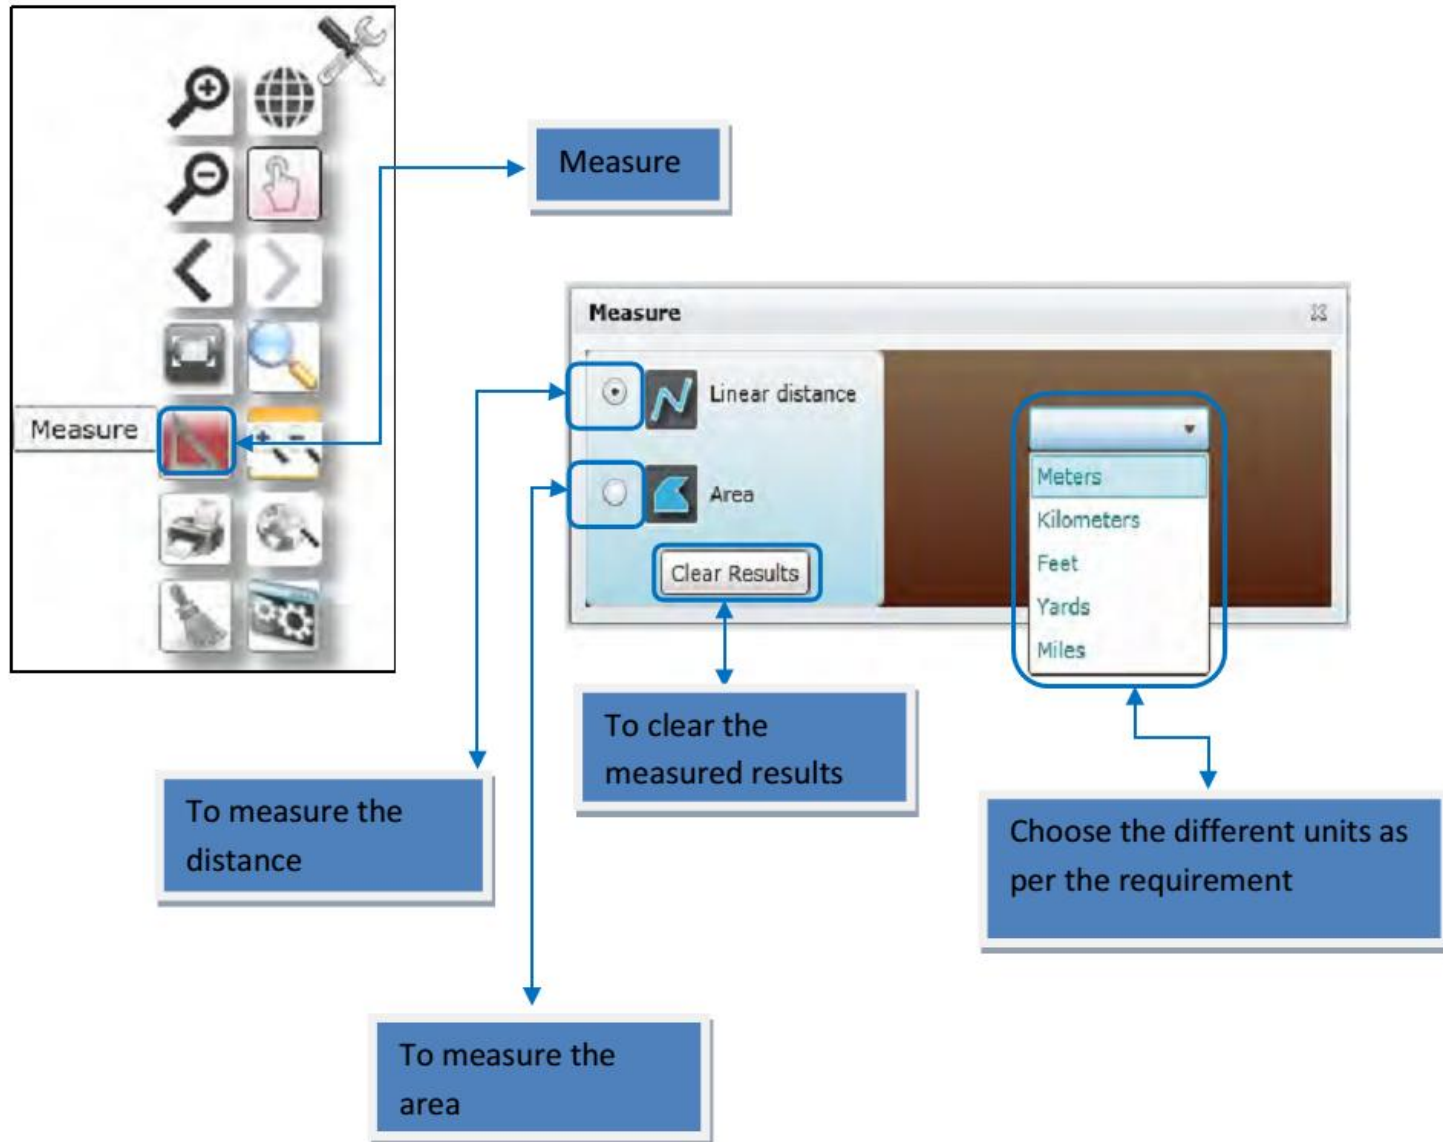 Measure
Measure
Measure
Linear distance
Area
Clear Results
Meters
Kilometers
Feet
Yards
Miles
To clear the
measured results
To measure the
distance
Choose the different units as
per the requirement
To measure the
area